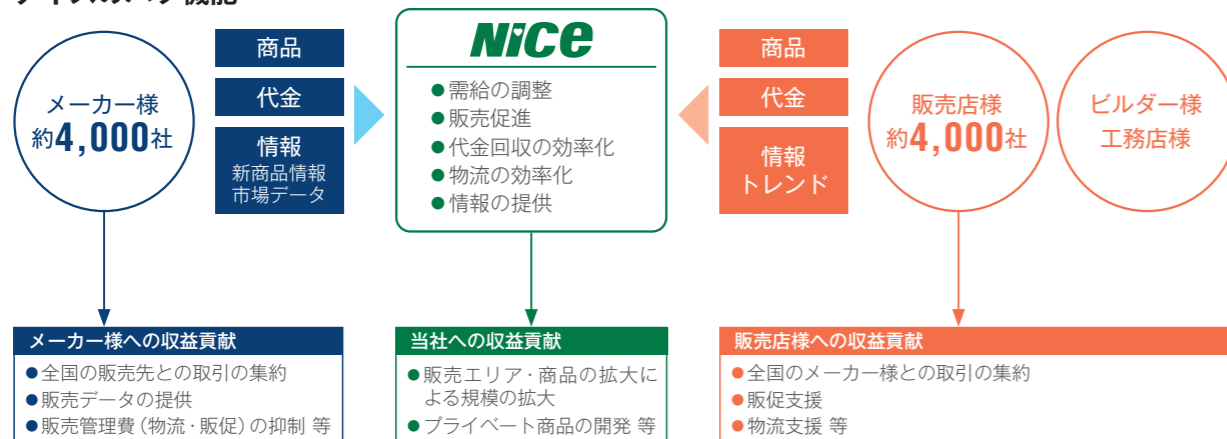 ナイスのハブ機能
メーカー様
約4,000社
商品
代金
情報
新商品情報
市場データ
Nice
●需給の調整
●販売促進
●代金回収の効率化
●物流の効率化
●情報の提供
商品
代金
情報
トレンド
販売店様
約4,000社
ビルダー様
工務店様
メーカー様への収益貢献
●全国の販売先との取引の集約
●販売データの提供
●販売管理費（物流・販促）の抑制 等
当社への収益貢献
●販売エリア・商品の拡大に
よる規模の拡大
●プライベート商品の開発 等
販売店様への収益貢献
●全国のメーカー様との取引の集約
●販促支援
●物流支援 等